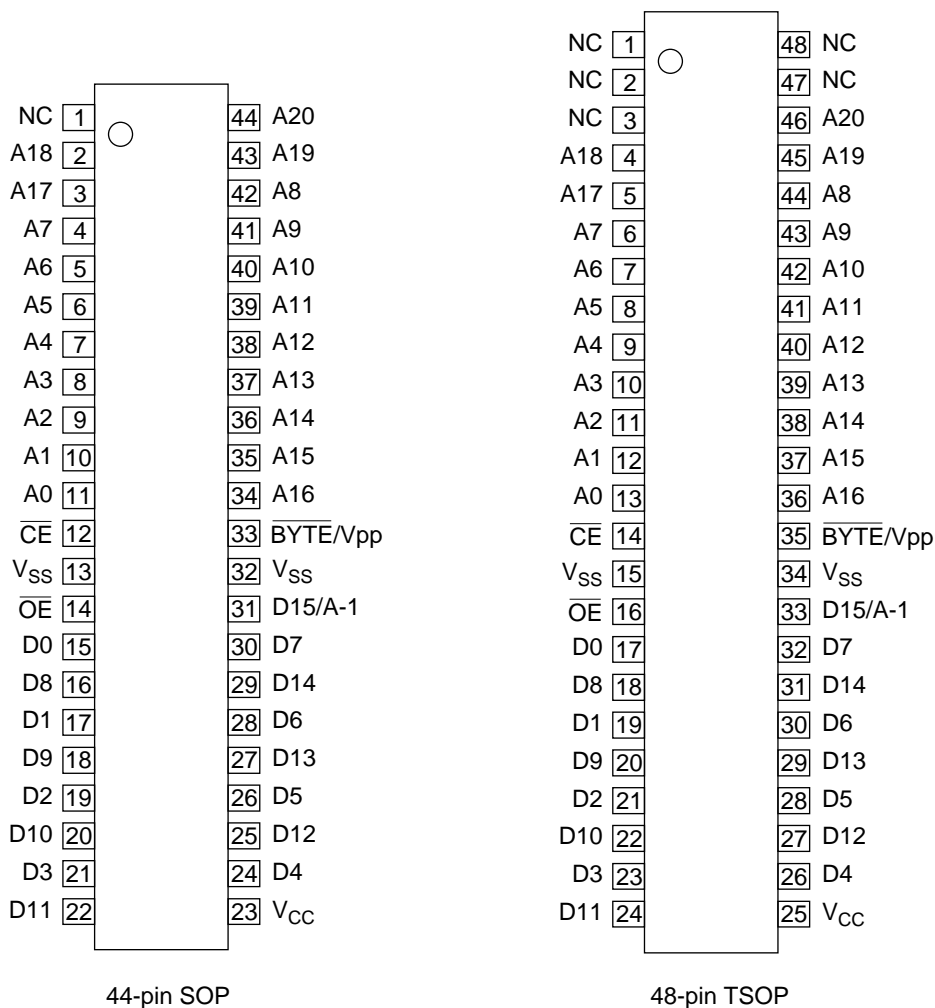 NC 1 44 A20
A18 2 43 A19
A17 3 42 A8
A7 4 41 A9
A6 5 40 A10
A5 6 39 A11
A4 7 38 A12
A3 8 37 A13
A2 9 36 A14
A1 10 35 A15
A0 11 34 A16
CE 12 33 BYTE/Vpp
VSS 13 32 VSS
OE 14 31 D15/A-1
D0 15 30 D7
D8 16 29 D14
D1 17 28 D6
D9 18 27 D13
D2 19 26 D5
D10 20 25 D12
D3 21 24 D4
D11 22 23 VCC
44-pin SOP
NC 1 48 NC
NC 2 47 NC
NC 3 46 A20
A18 4 45 A19
A17 5 44 A8
A7 6 43 A9
A6 7 42 A10
A5 8 41 A11
A4 9 40 A12
A3 10 39 A13
A2 11 38 A14
A1 12 37 A15
A0 13 36 A16
CE 14 35 BYTE/Vpp
VSS 15 34 VSS
OE 16 33 D15/A-1
D0 17 32 D7
D8 18 31 D14
D1 19 30 D6
D9 20 29 D13
D2 21 28 D5
D10 22 27 D12
D3 23 26 D4
D11 24 25 VCC
48-pin TSOP